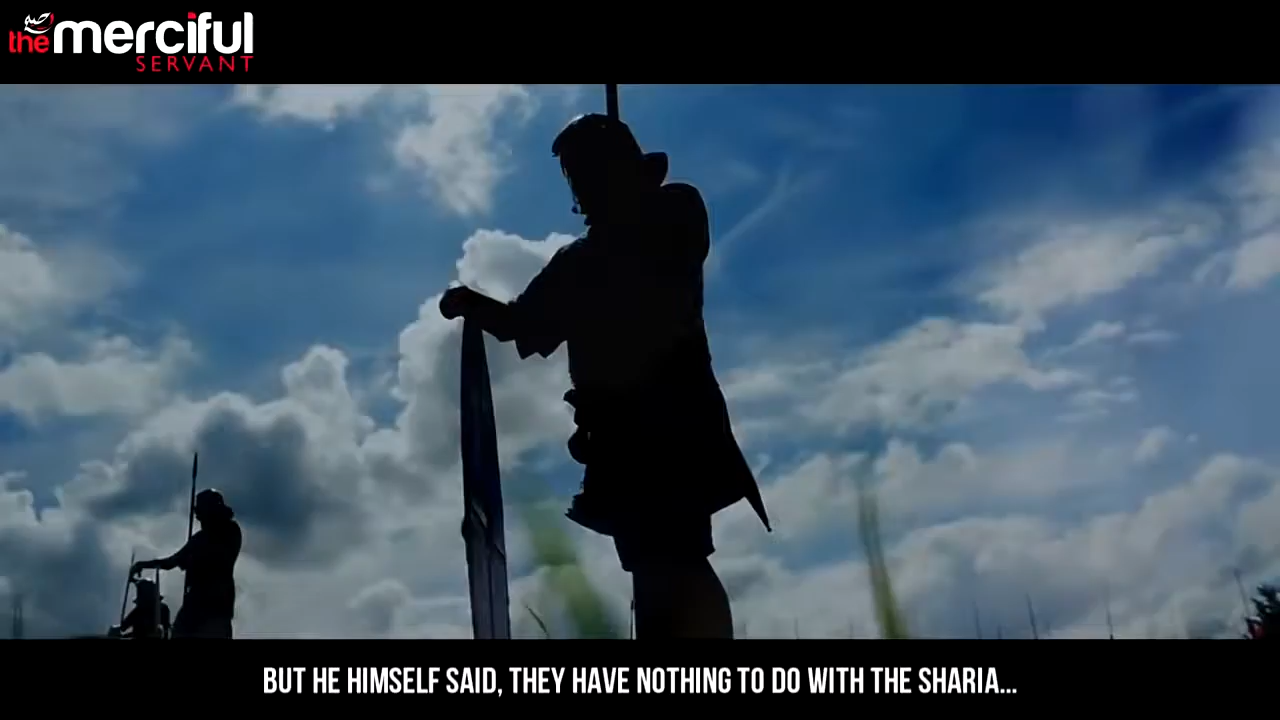 the merciful
SERVANT
BUT HE HIMSELF SAID, THEY HAVE NOTHING TO DO WITH THE SHARIA...